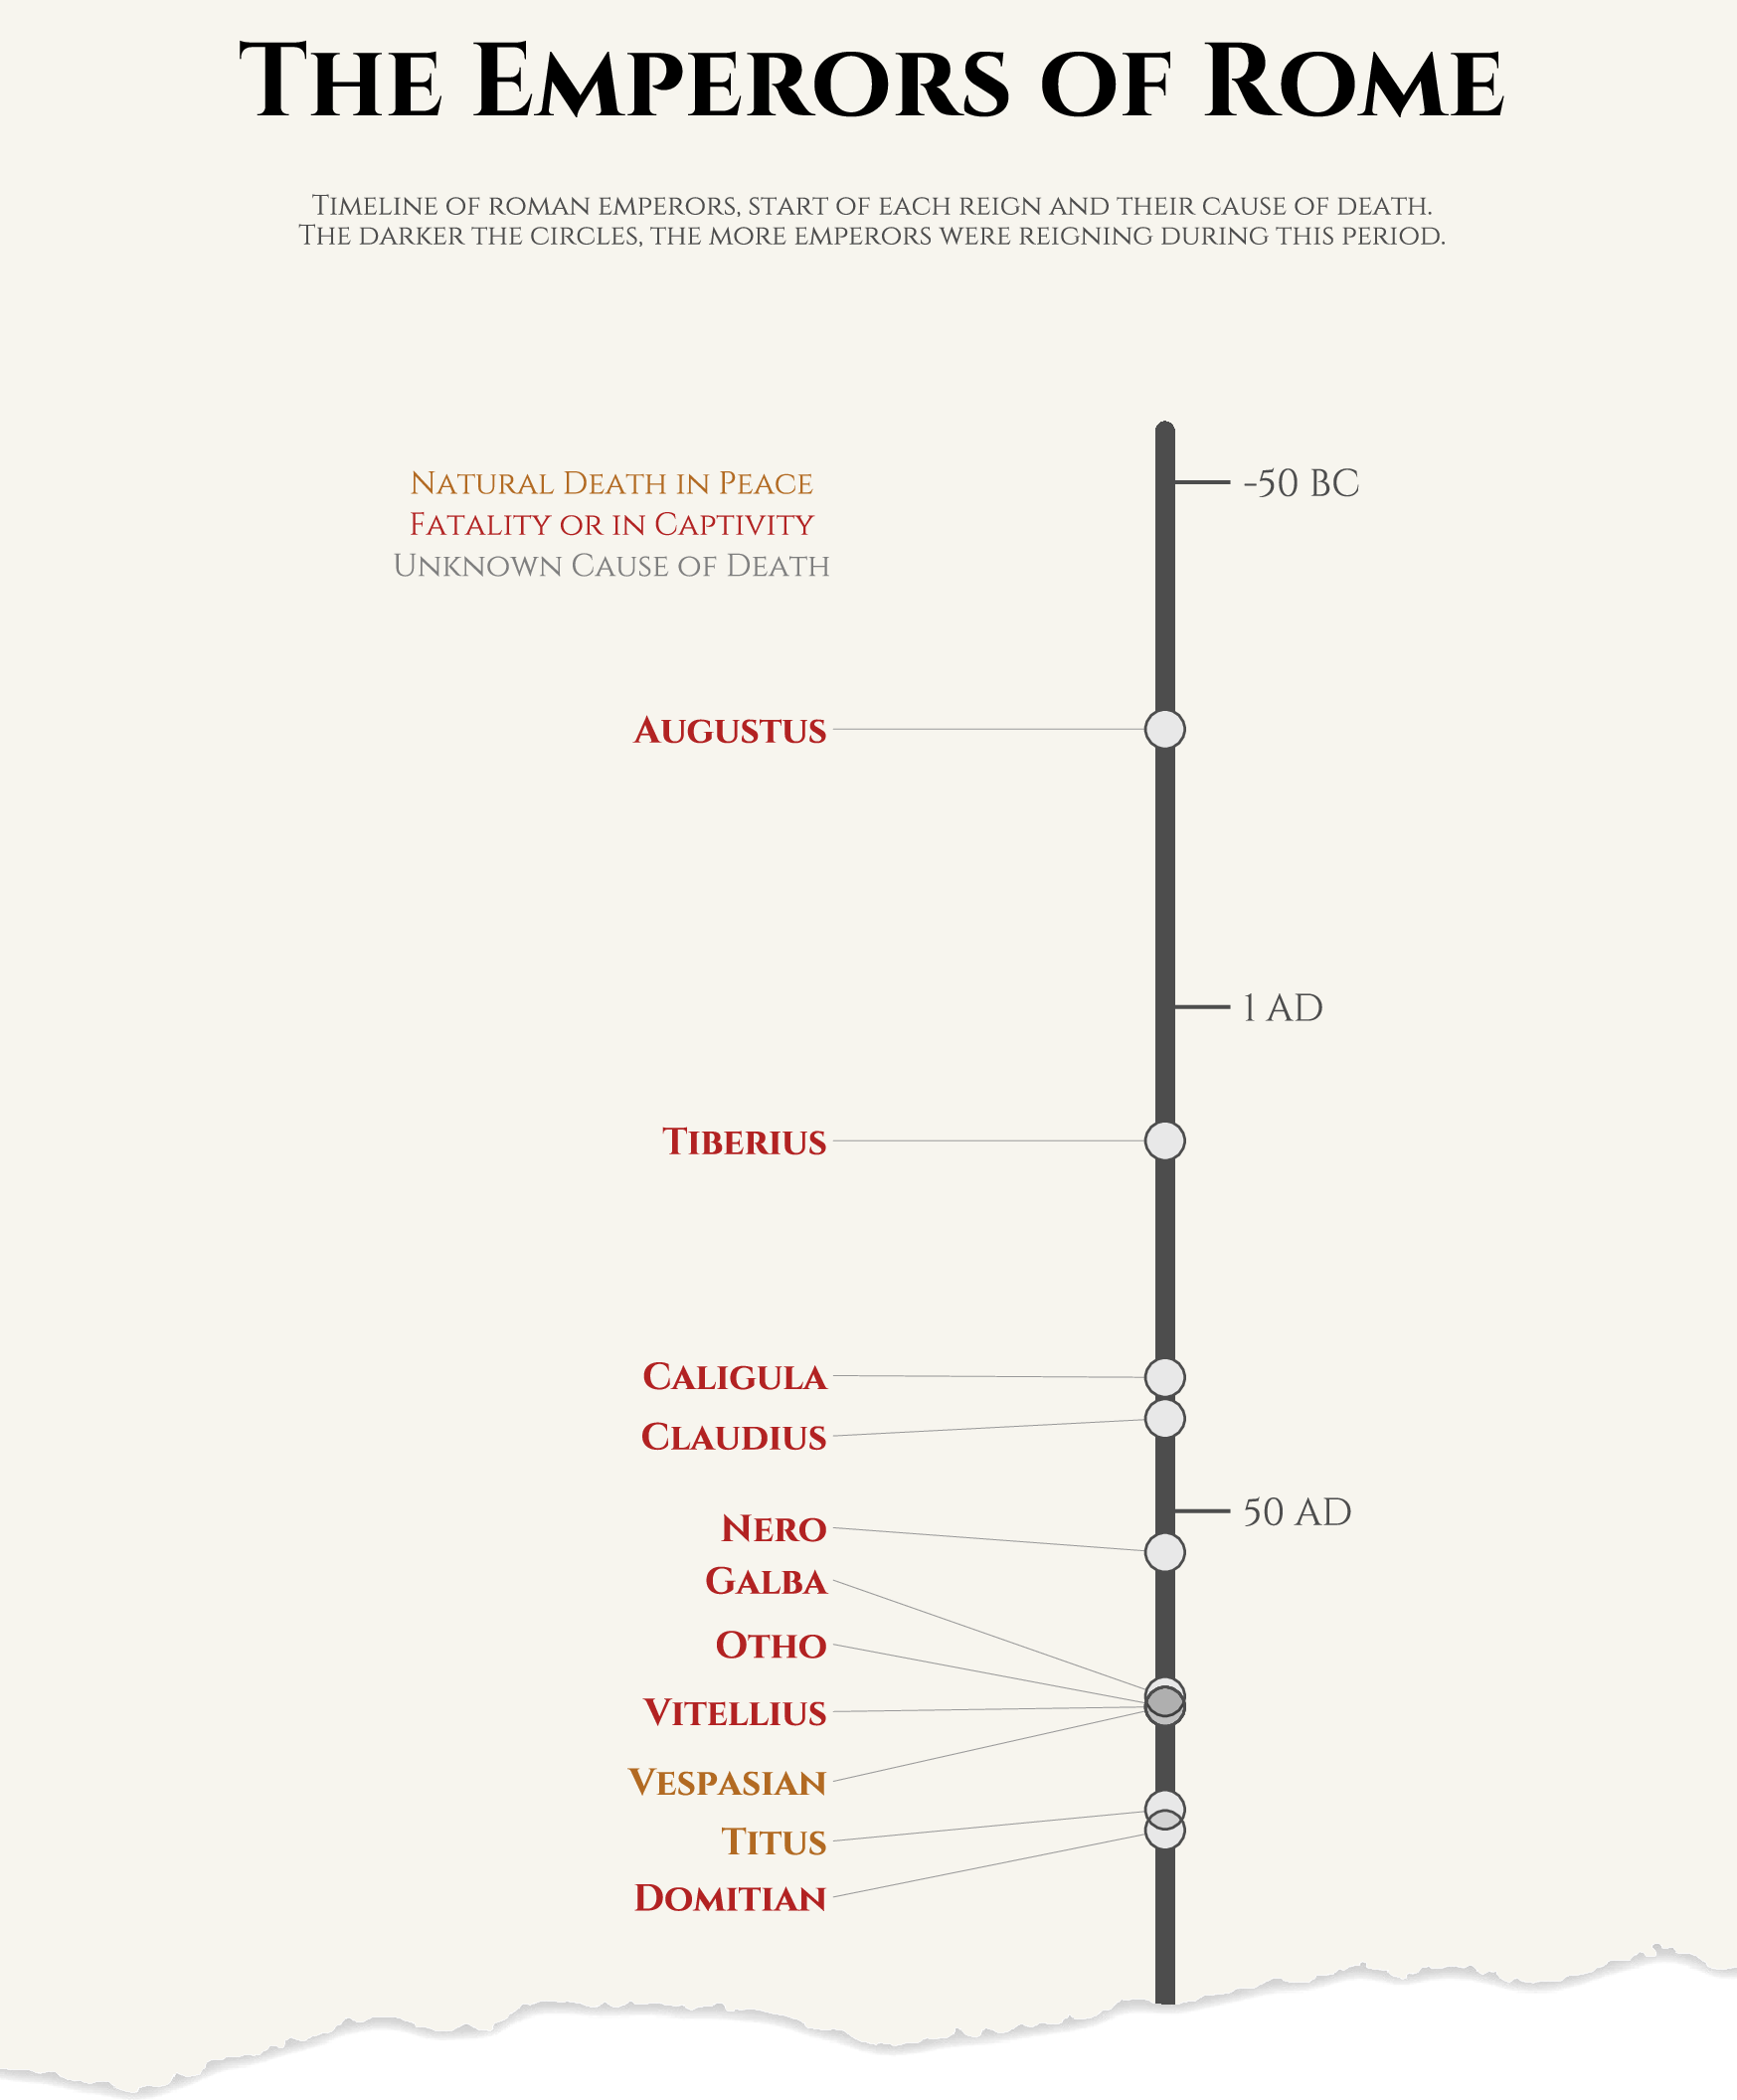 The Emperors of Rome
Timeline of roman emperors, start of each reign and their cause of death.
The darker the circles, the more emperors were reigning during this period.
-50 BC
Natural Death in Peace
Fatality or in Captivity
Unknown Cause of Death
Augustus
1 AD
Tiberius
Caligula
Claudius
50 AD
Nero
Galba
Otho
Vitellius
Vespasian
Titus
Domitian